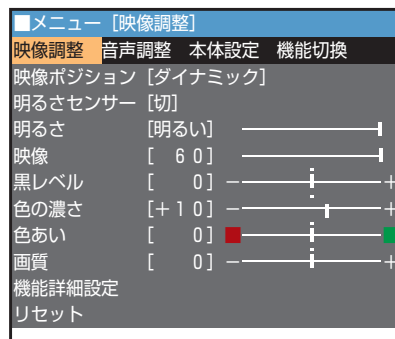 ■メニュー [映像調整]
映像調整 音声調整 本体設定 機能切換
映像ポジション [ダイナミック]
明るさセンサー [切]
明るさ [明るい]
映像 [ 60]
黒レベル [ 0] − +
色の濃さ [+10] − +
色あい [ 0]
画質 [ 0] − +
機能詳細設定
リセット